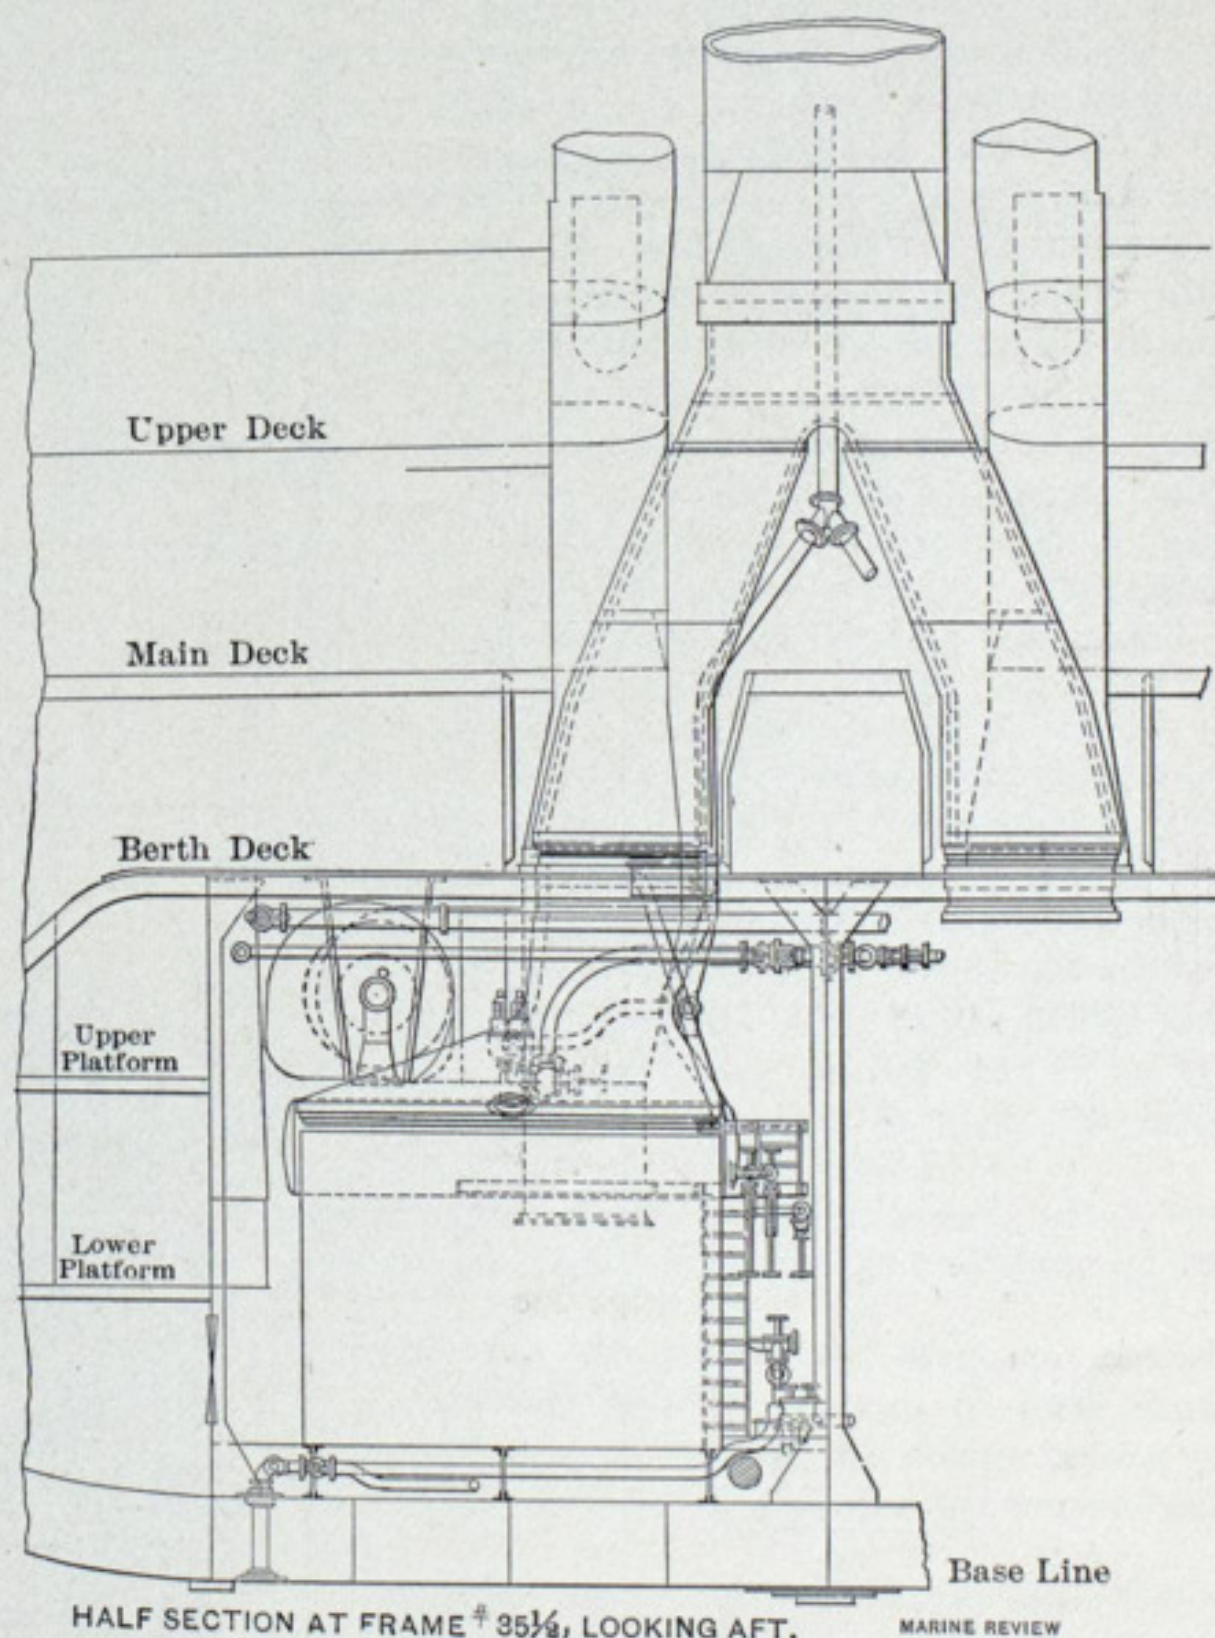 Upper Deck
Main Deck
Berth Deck
Upper
Platform
Lower
Platform
Base Line
HALF SECTION AT FRAME # 35½, LOOKING AFT.
MARINE REVIEW